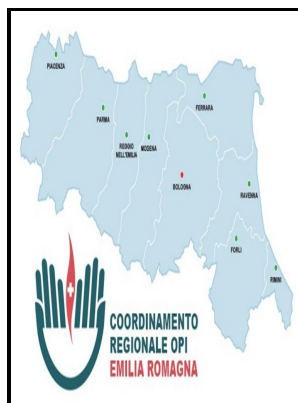 PIACENZA
PARMA
REGGIO
NELL'EMILIA
MODENA
FERRARA
BOLOGNA
RAVENNA
FORLÌ
RIMINI
COORDINAMENTO
REGIONALE OPI
EMILIA ROMAGNA